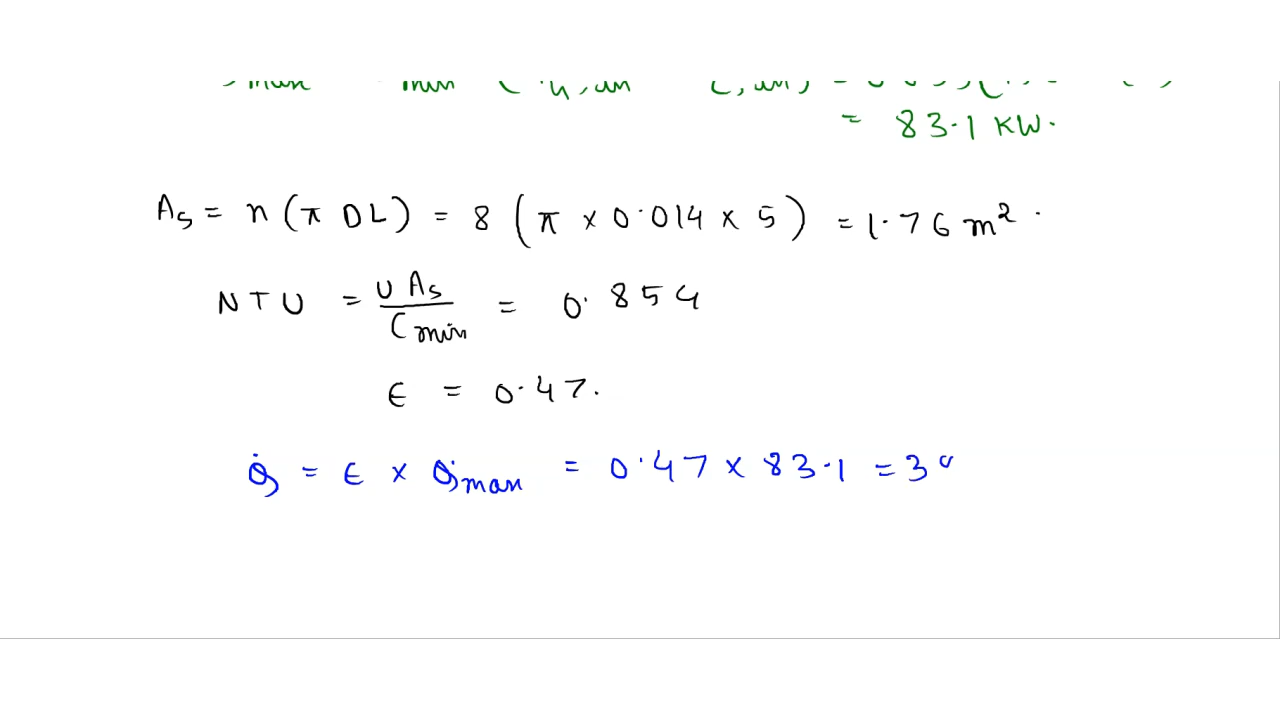 = 83.1 KW.
As = n (π DL) = 8 (π × 0.014 × 5) = 1.76 m² .
NTU = U As / Cmin = 0.854
ε = 0.47.
Q̇ = ε × Q̇man = 0.47 × 83.1 = 3